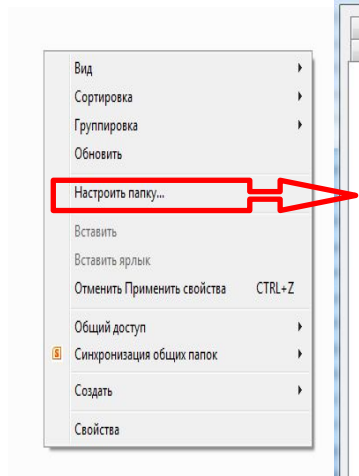 Вид
Сортировка
Группировка
Обновить
Настроить папку...
Вставить
Вставить ярлык
Отменить Применить свойства CTRL+Z
Общий доступ
S Синхронизация общих папок
Создать
Свойства